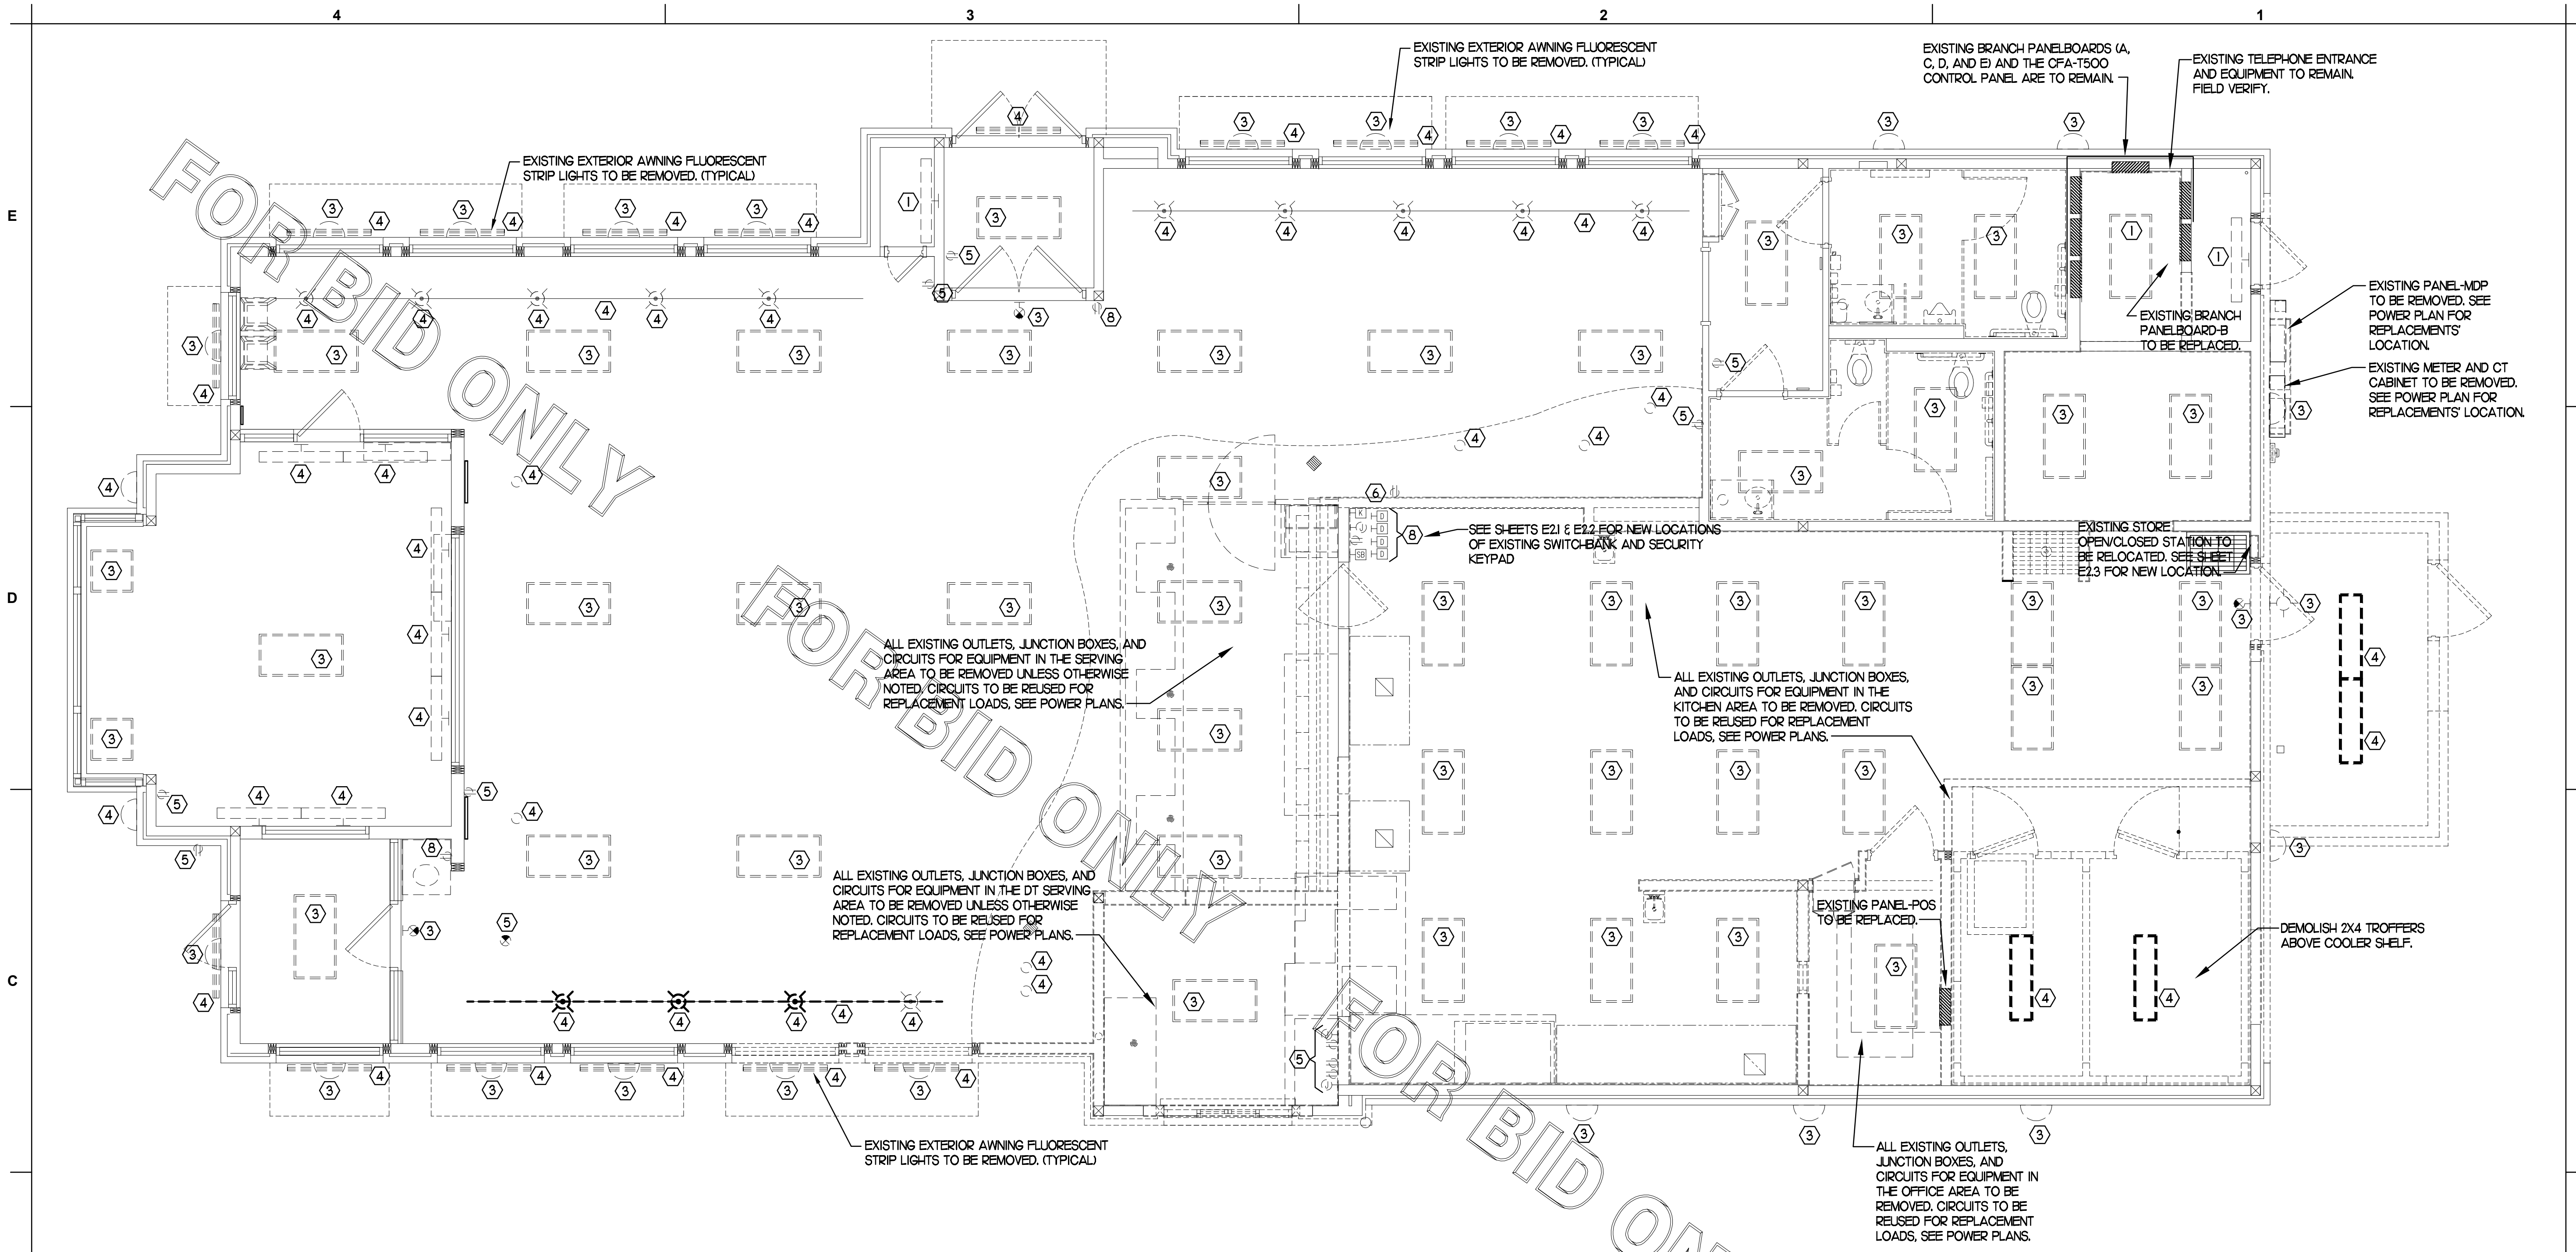 4
3
2
1
E
D
C
EXISTING EXTERIOR AWNING FLUORESCENT
STRIP LIGHTS TO BE REMOVED. (TYPICAL)
EXISTING BRANCH PANELBOARDS (A,
C, D, AND E) AND THE CFA-T500
CONTROL PANEL ARE TO REMAIN.
EXISTING TELEPHONE ENTRANCE
AND EQUIPMENT TO REMAIN.
FIELD VERIFY.
EXISTING EXTERIOR AWNING FLUORESCENT
STRIP LIGHTS TO BE REMOVED. (TYPICAL)
FOR BID ONLY
EXISTING PANEL-MDP
TO BE REMOVED. SEE
POWER PLAN FOR
REPLACEMENTS'
LOCATION.
EXISTING BRANCH
PANELBOARD-B
TO BE REPLACED.
EXISTING METER AND CT
CABINET TO BE REMOVED.
SEE POWER PLAN FOR
REPLACEMENTS' LOCATION.
K
D
J
D
D
SB
D
SEE SHEETS E2.1 & E2.2 FOR NEW LOCATIONS
OF EXISTING SWITCHBANK AND SECURITY
KEYPAD
EXISTING STORE
OPEN/CLOSED STATION TO
BE RELOCATED. SEE SHEET
E2.3 FOR NEW LOCATION.
FOR BID ONLY
ALL EXISTING OUTLETS, JUNCTION BOXES, AND
CIRCUITS FOR EQUIPMENT IN THE SERVING
AREA TO BE REMOVED UNLESS OTHERWISE
NOTED. CIRCUITS TO BE REUSED FOR
REPLACEMENT LOADS, SEE POWER PLANS.
ALL EXISTING OUTLETS, JUNCTION BOXES,
AND CIRCUITS FOR EQUIPMENT IN THE
KITCHEN AREA TO BE REMOVED. CIRCUITS
TO BE REUSED FOR REPLACEMENT
LOADS, SEE POWER PLANS.
ALL EXISTING OUTLETS, JUNCTION BOXES, AND
CIRCUITS FOR EQUIPMENT IN THE DT SERVING
AREA TO BE REMOVED UNLESS OTHERWISE
NOTED. CIRCUITS TO BE REUSED FOR
REPLACEMENT LOADS, SEE POWER PLANS.
EXISTING PANEL-POS
TO BE REPLACED.
DEMOLISH 2X4 TROFFERS
ABOVE COOLER SHELF.
FOR BID ON
EXISTING EXTERIOR AWNING FLUORESCENT
STRIP LIGHTS TO BE REMOVED. (TYPICAL)
ALL EXISTING OUTLETS,
JUNCTION BOXES, AND
CIRCUITS FOR EQUIPMENT IN
THE OFFICE AREA TO BE
REMOVED. CIRCUITS TO BE
REUSED FOR REPLACEMENT
LOADS, SEE POWER PLANS.